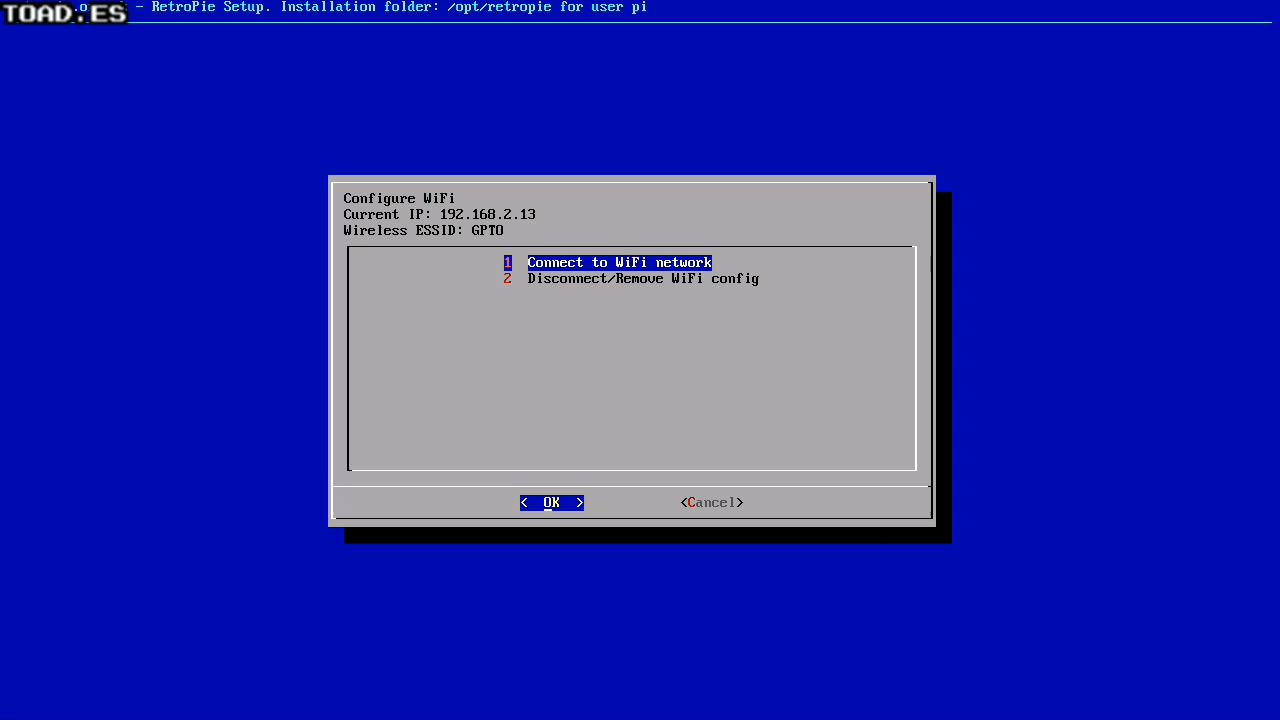 TOAD.ES
- RetroPie Setup. Installation folder: /opt/retropie for user pi
Configure WiFi
Current IP: 192.168.2.13
Wireless ESSID: GPTO
1 Connect to WiFi network
2 Disconnect/Remove WiFi config
< OK > <Cancel>